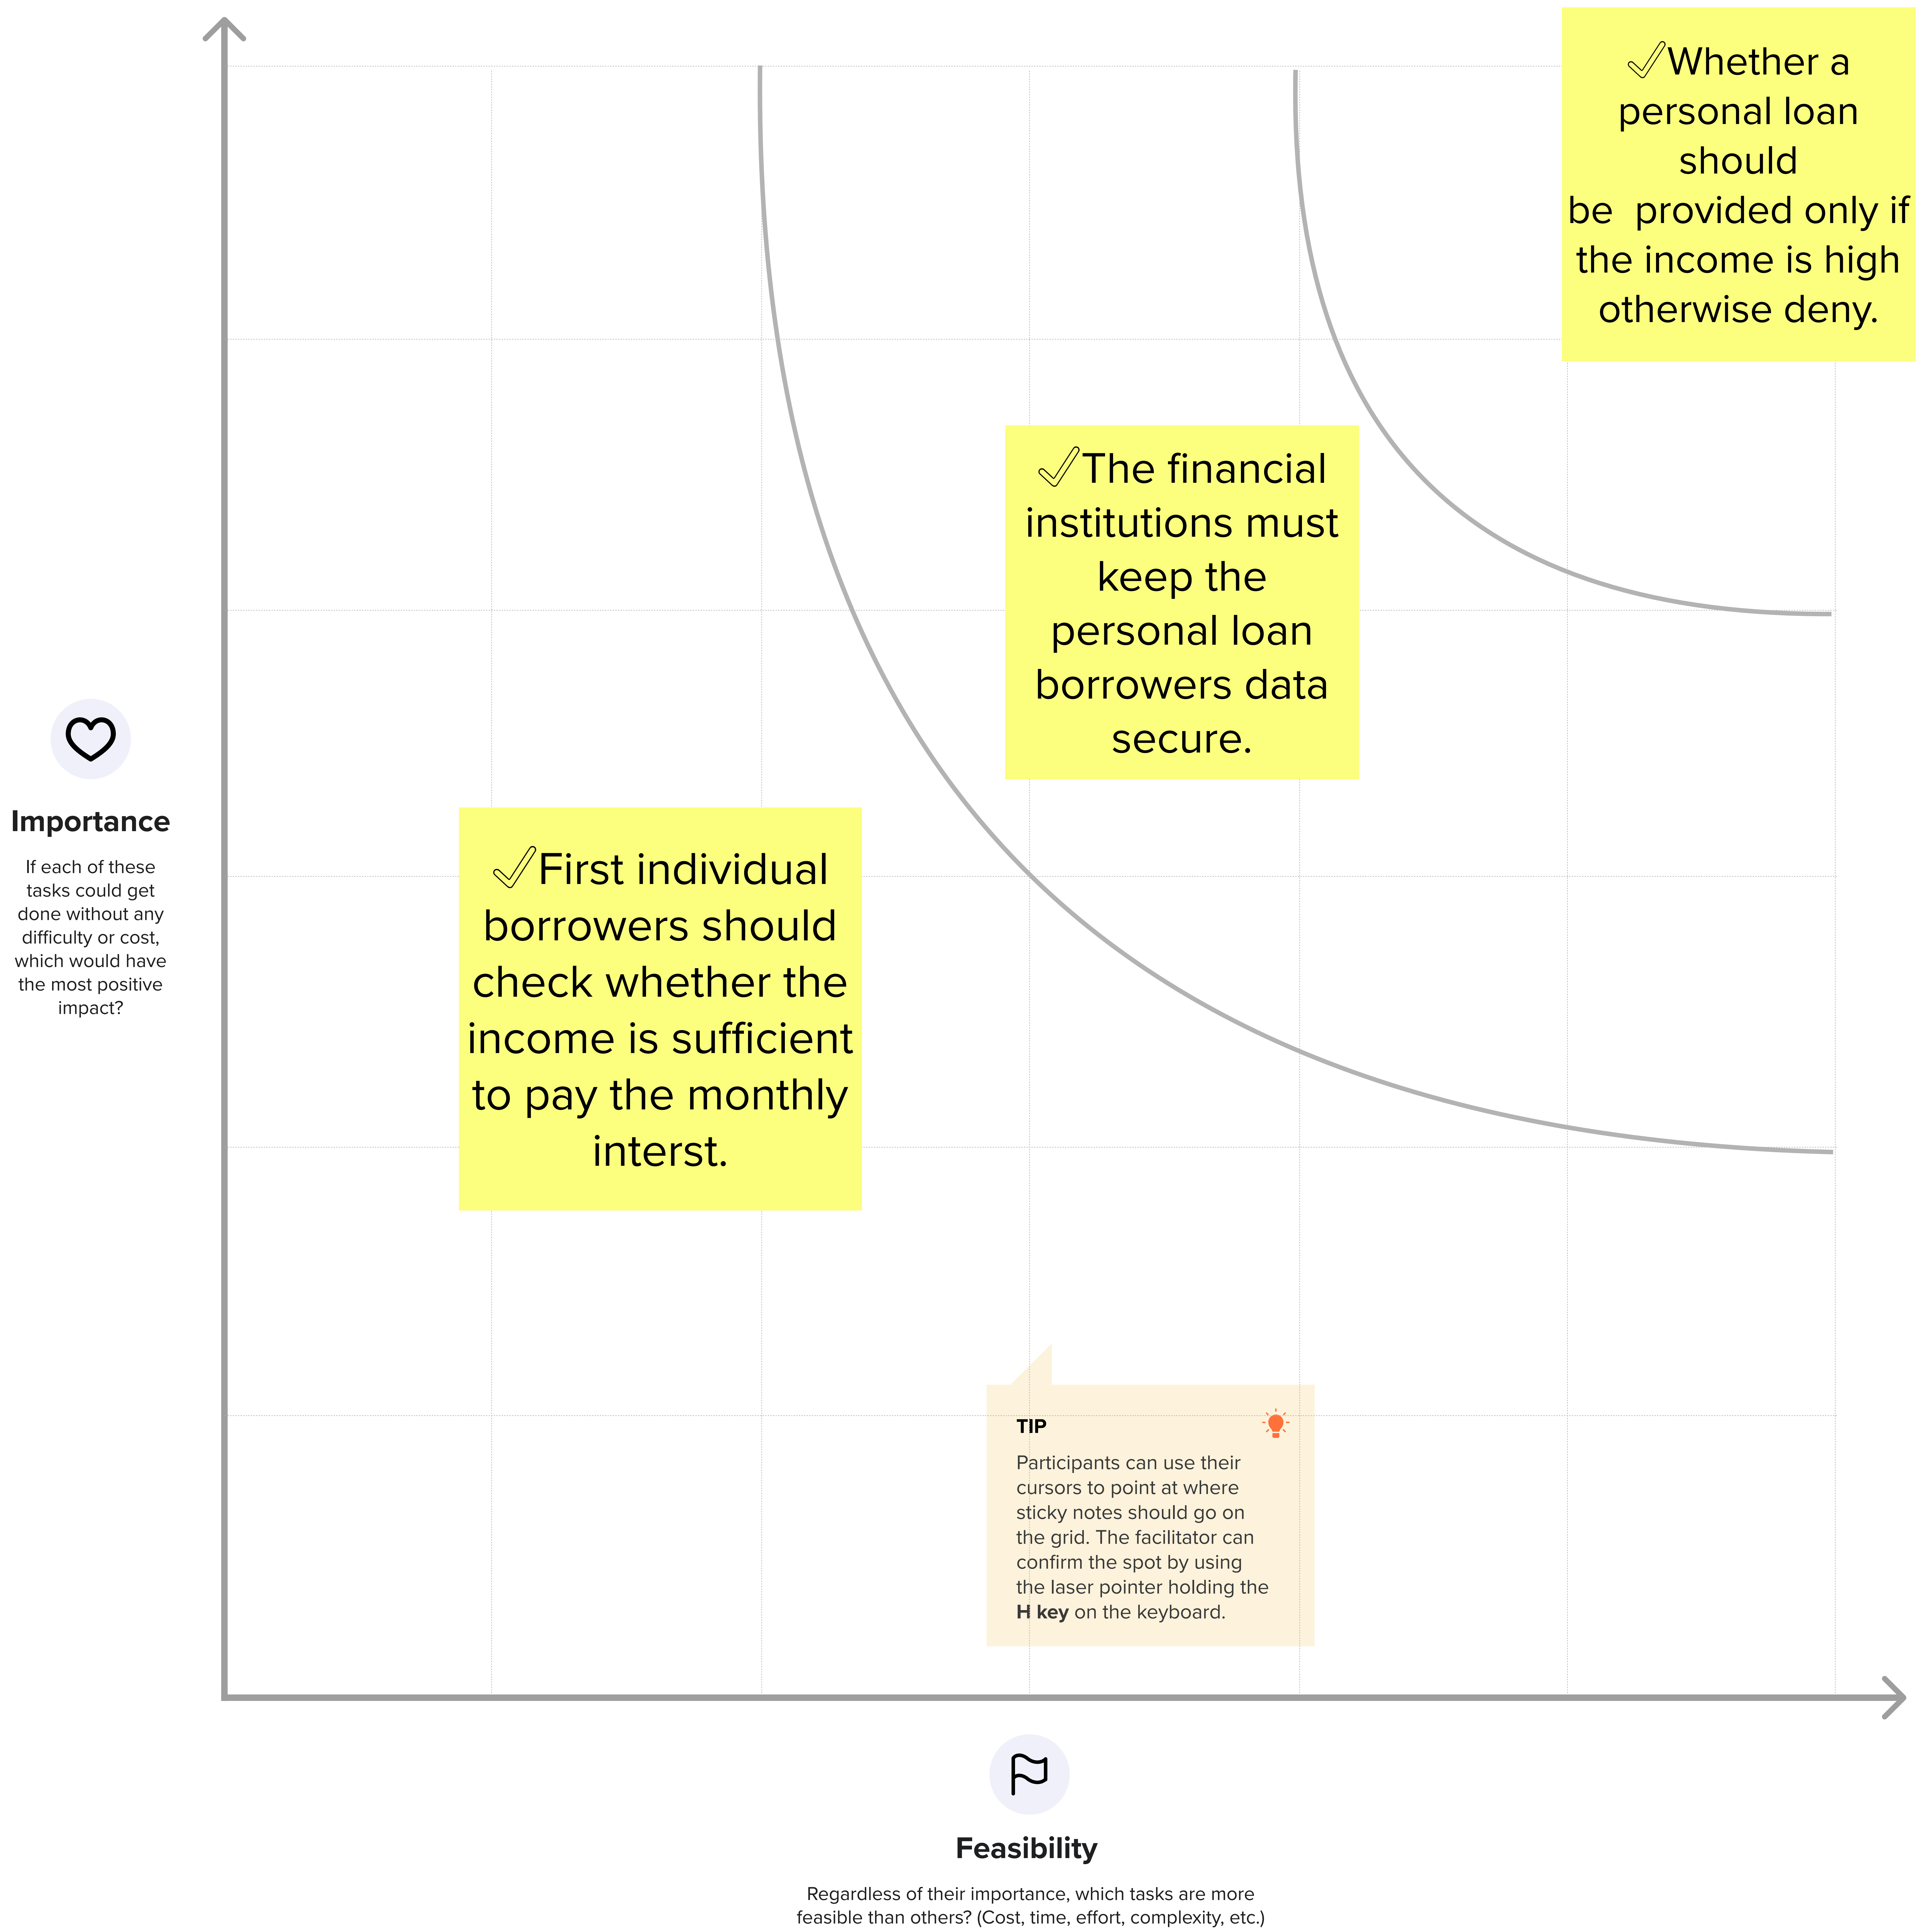 ✓Whether a
personal loan
should
be  provided only if
the income is high
otherwise deny.
✓The financial
institutions must
keep the
personal loan
borrowers data
secure.
Importance
If each of these
tasks could get
done without any
difficulty or cost,
which would have
the most positive
impact?
✓First individual
borrowers should
check whether the
income is sufficient
to pay the monthly
interst.
TIP
Participants can use their
cursors to point at where
sticky notes should go on
the grid. The facilitator can
confirm the spot by using
the laser pointer holding the
H key on the keyboard.
Feasibility
Regardless of their importance, which tasks are more
feasible than others? (Cost, time, effort, complexity, etc.)